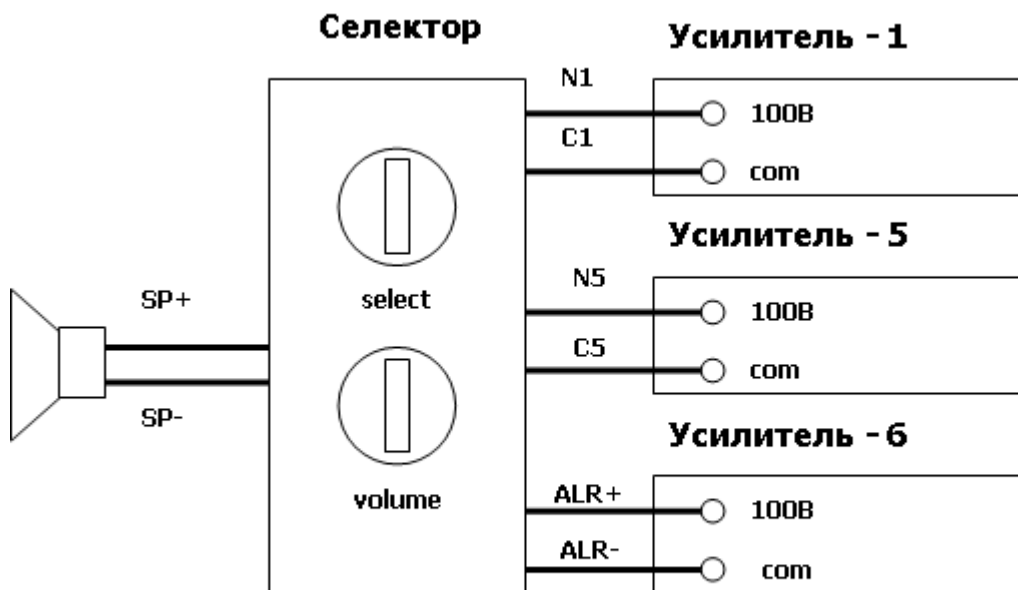 Селектор
Усилитель - 1
N1
100В
C1
com
Усилитель - 5
SP+
select
N5
100В
C5
com
SP-
Усилитель - 6
volume
ALR+
100В
ALR-
com